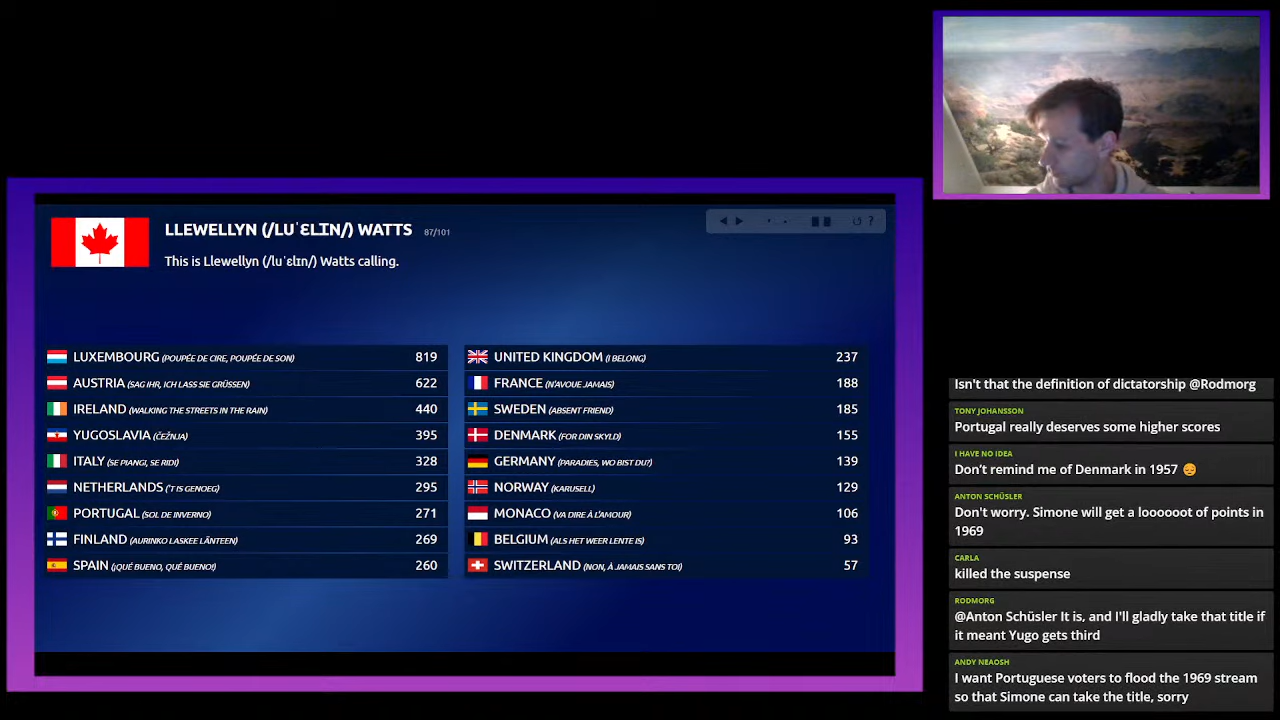 LLEWELLYN (/LUˈƐLɪN/) WATTS 87/101
This is Llewellyn (/luˈɛlɪn/) Watts calling.
LUXEMBOURG (POUPÉE DE CIRE, POUPÉE DE SON) 819
AUSTRIA (SAG IHR, ICH LASS SIE GRÜSSEN) 622
IRELAND (WALKING THE STREETS IN THE RAIN) 440
YUGOSLAVIA (ČEŽNJA) 395
ITALY (SE PIANGI, SE RIDI) 328
NETHERLANDS ('T IS GENOEG) 295
PORTUGAL (SOL DE INVERNO) 271
FINLAND (AURINKO LASKEE LÄNTEEN) 269
SPAIN (¡QUÉ BUENO, QUÉ BUENO!) 260
UNITED KINGDOM (I BELONG) 237
FRANCE (N'AVOUE JAMAIS) 188
SWEDEN (ABSENT FRIEND) 185
DENMARK (FOR DIN SKYLD) 155
GERMANY (PARADIES, WO BIST DU?) 139
NORWAY (KARUSELL) 129
MONACO (VA DIRE À L'AMOUR) 106
BELGIUM (ALS HET WEER LENTE IS) 93
SWITZERLAND (NON, À JAMAIS SANS TOI) 57
Isn't that the definition of dictatorship @Rodmorg
TONY JOHANSSON
Portugal really deserves some higher scores
I HAVE NO IDEA
Don't remind me of Denmark in 1957 😔
ANTON SCHÜSLER
Don't worry. Simone will get a loooooot of points in
1969
CARLA
killed the suspense
RODMORG
@Anton Schüsler It is, and I'll gladly take that title if
it meant Yugo gets third
ANDY NEAOSH
I want Portuguese voters to flood the 1969 stream
so that Simone can take the title, sorry